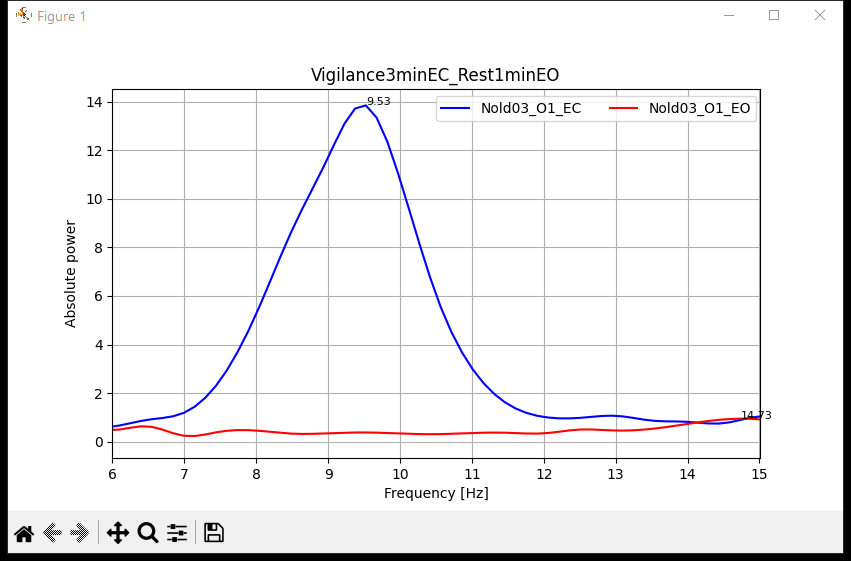 Figure 1
Vigilance3minEC_Rest1minEO
9.53
Nold03_O1_EC Nold03_O1_EO
14
12
10
8
6
4
2
0
Absolute power
14.73
6 7 8 9 10 11 12 13 14 15
Frequency [Hz]